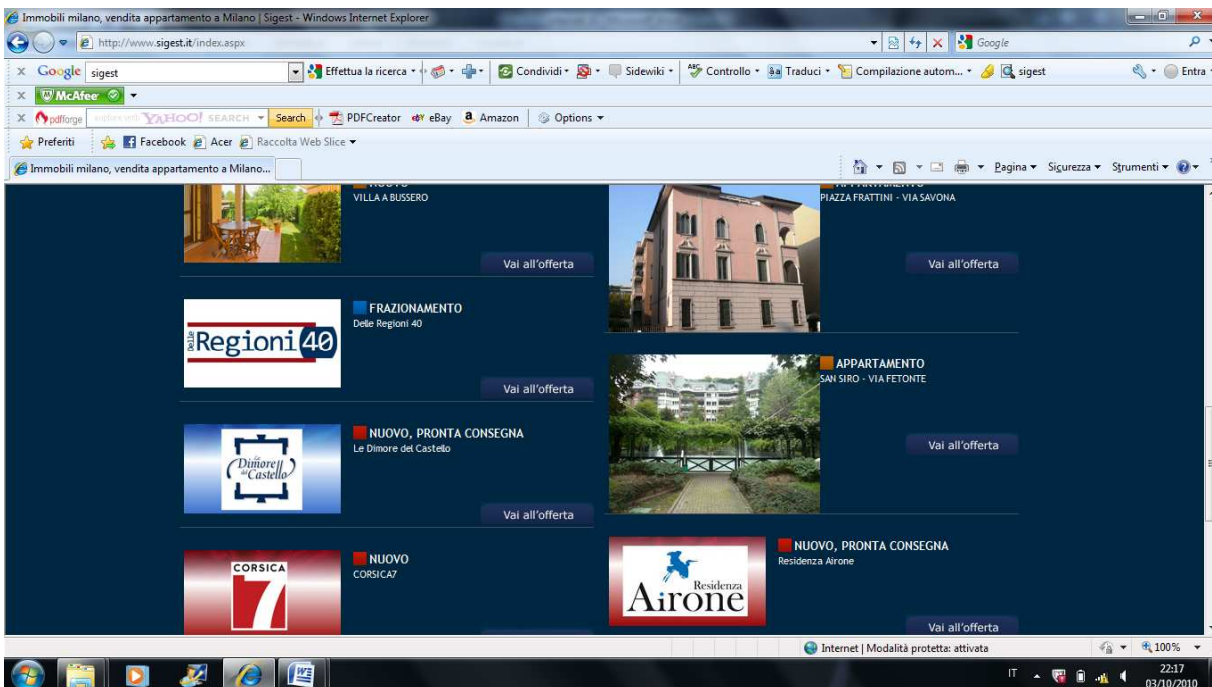 Immobili milano, vendita appartamento a Milano | Sigest - Windows Internet Explorer
http://www.sigest.it/index.aspx
Google
x Google sigest Effettua la ricerca Condividi Sidewiki Controllo Traduci Compilazione autom... sigest Entra
x McAfee
x pdfforge YAHOO! SEARCH Search PDFCreator eBay Amazon Options
Preferiti Facebook Acer Raccolta Web Slice
Immobili milano, vendita appartamento a Milano...
Pagina Sicurezza Strumenti
VILLA A BUSSERO
Vai all'offerta
FRAZIONAMENTO
Delle Regioni 40
Delle Regioni 40
Vai all'offerta
NUOVO, PRONTA CONSEGNA
Le Dimore del Castello
Le Dimore del Castello
Vai all'offerta
NUOVO
CORSICA7
CORSICA
7
APPARTAMENTO
PIAZZA FRATTINI - VIA SAVONA
Vai all'offerta
APPARTAMENTO
SAN SIRO - VIA FETONTE
Vai all'offerta
NUOVO, PRONTA CONSEGNA
Residenza Airone
Residenza
Airone
Vai all'offerta
Internet | Modalità protetta: attivata
100%
IT
22:17
03/10/2010